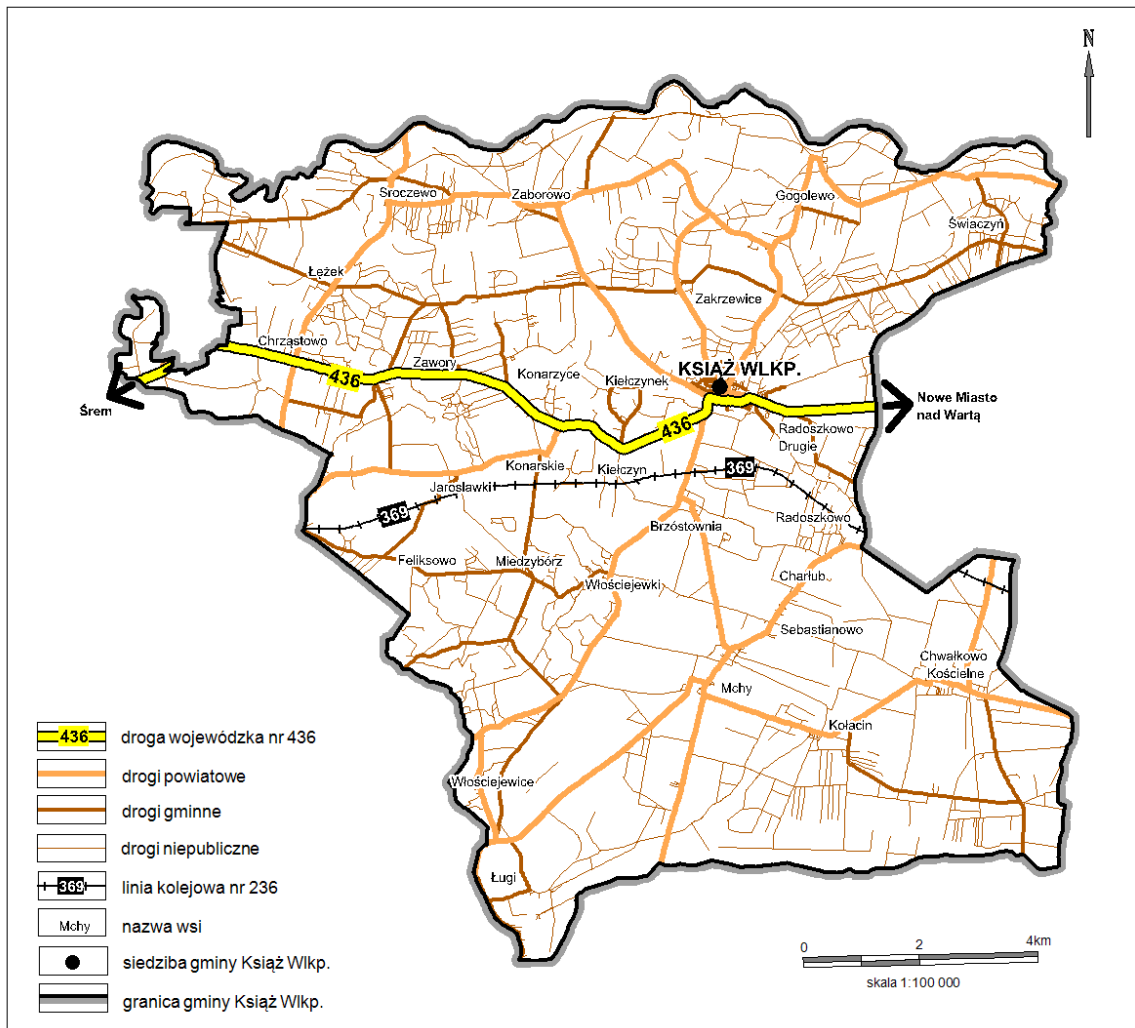 N
Sroczewo
Zaborowo
Gogolewo
Świączyń
Łężek
Zakrzewice
Chrząstowo
Zawory
KSIĄŻ WLKP.
436
Konarzyce
Kiełczynek
Śrem
Nowe Miasto
nad Wartą
436
Radoszkowo
Drugie
Konarskie
Kiełczyn
369
Jarosławki
369
Brzóstownia
Radoszkowo
Feliksowo
Miedzybórz
Włościejewki
Charłub
Sebastianowo
Chwałkowo
Kościelne
Mchy
Kołacin
Włościejewice
Ługi
436 droga wojewódzka nr 436
drogi powiatowe
drogi gminne
drogi niepubliczne
369 linia kolejowa nr 236
Mchy nazwa wsi
siedziba gminy Książ Wlkp.
granica gminy Książ Wlkp.
0 2 4km
skala 1:100 000